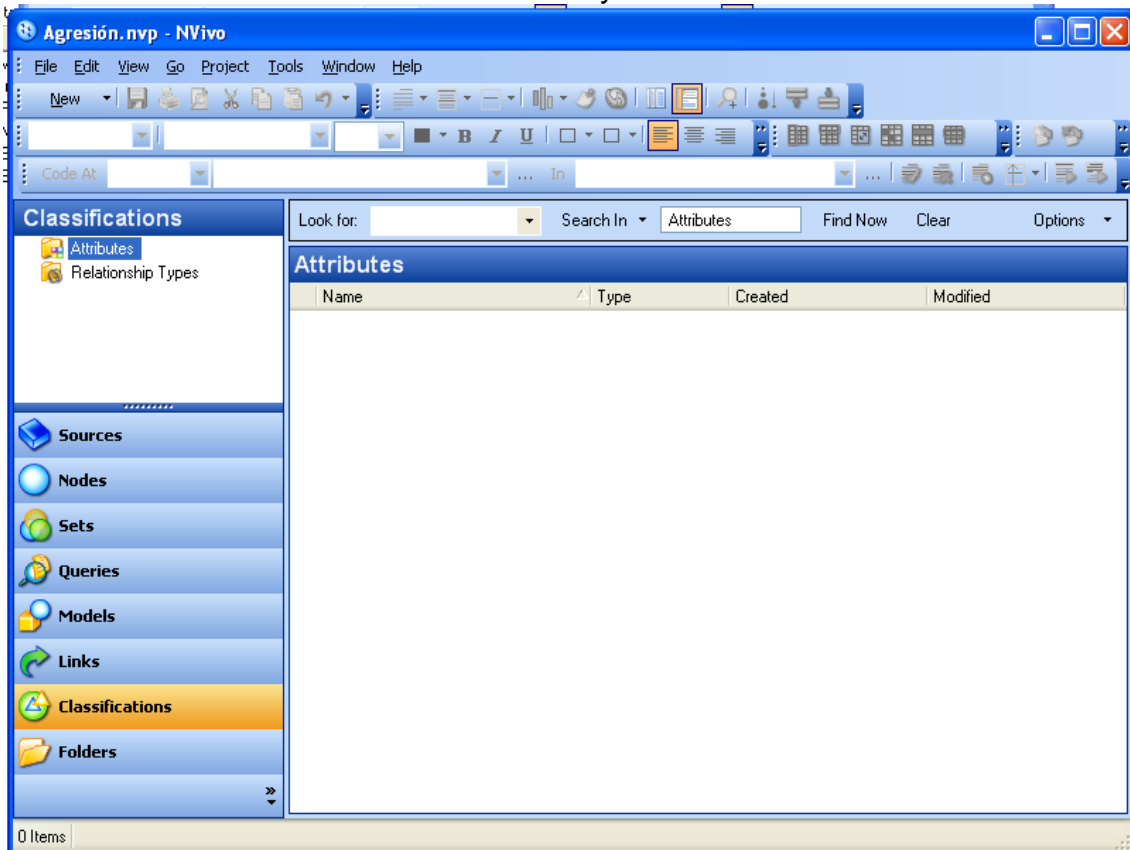 Agresión.nvp - NVivo
File Edit View Go Project Tools Window Help
New
B I U
Code At ... In ...
Classifications
Look for: Search In Attributes Find Now Clear Options
Attributes
Relationship Types
Attributes
Name Type Created Modified
Sources
Nodes
Sets
Queries
Models
Links
Classifications
Folders
0 Items